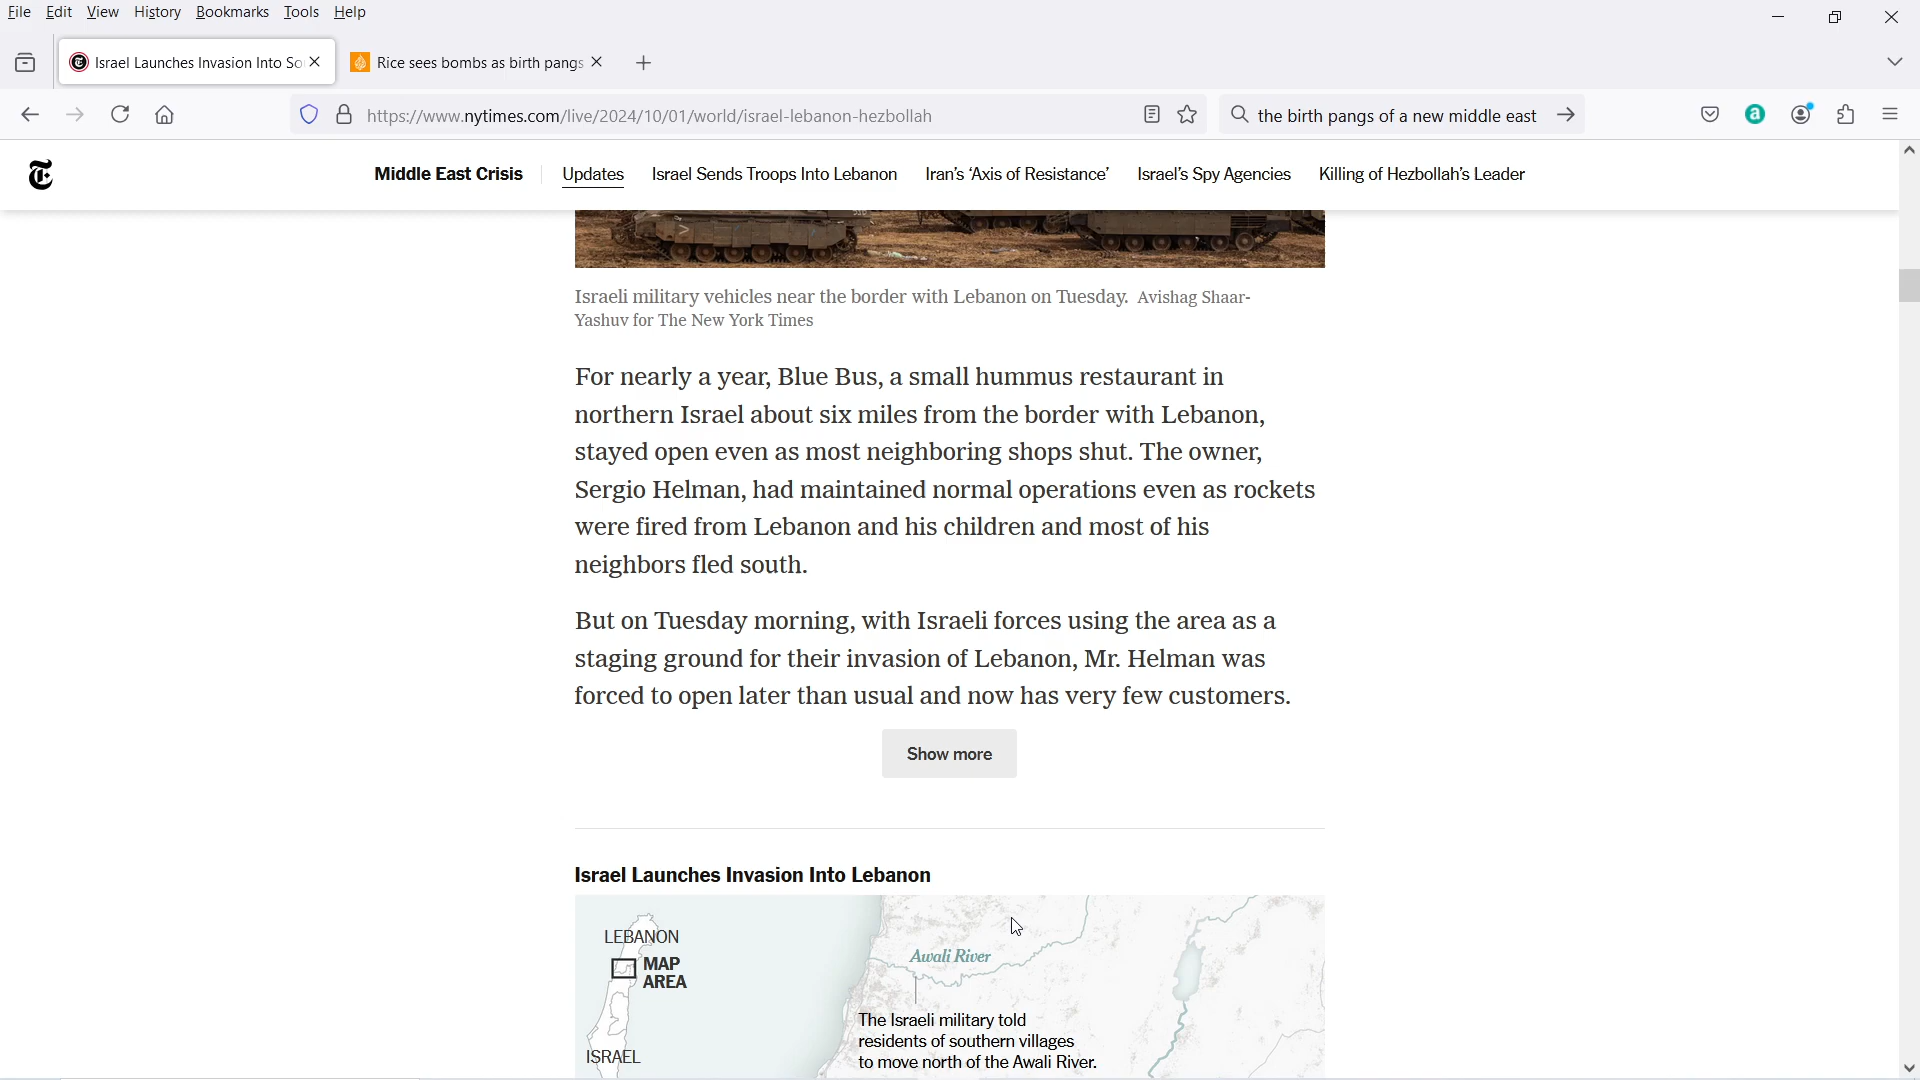 File Edit View History Bookmarks Tools Help
Israel Launches Invasion Into So
Rice sees bombs as birth pangs
https://www.nytimes.com/live/2024/10/01/world/israel-lebanon-hezbollah
the birth pangs of a new middle east
Middle East Crisis Updates Israel Sends Troops Into Lebanon Iran's ‘Axis of Resistance’ Israel's Spy Agencies Killing of Hezbollah's Leader
Israeli military vehicles near the border with Lebanon on Tuesday. Avishag Shaar-
Yashuv for The New York Times
For nearly a year, Blue Bus, a small hummus restaurant in
northern Israel about six miles from the border with Lebanon,
stayed open even as most neighboring shops shut. The owner,
Sergio Helman, had maintained normal operations even as rockets
were fired from Lebanon and his children and most of his
neighbors fled south.
But on Tuesday morning, with Israeli forces using the area as a
staging ground for their invasion of Lebanon, Mr. Helman was
forced to open later than usual and now has very few customers.
Show more
Israel Launches Invasion Into Lebanon
LEBANON
MAP
AREA
ISRAEL
Awali River
The Israeli military told
residents of southern villages
to move north of the Awali River.